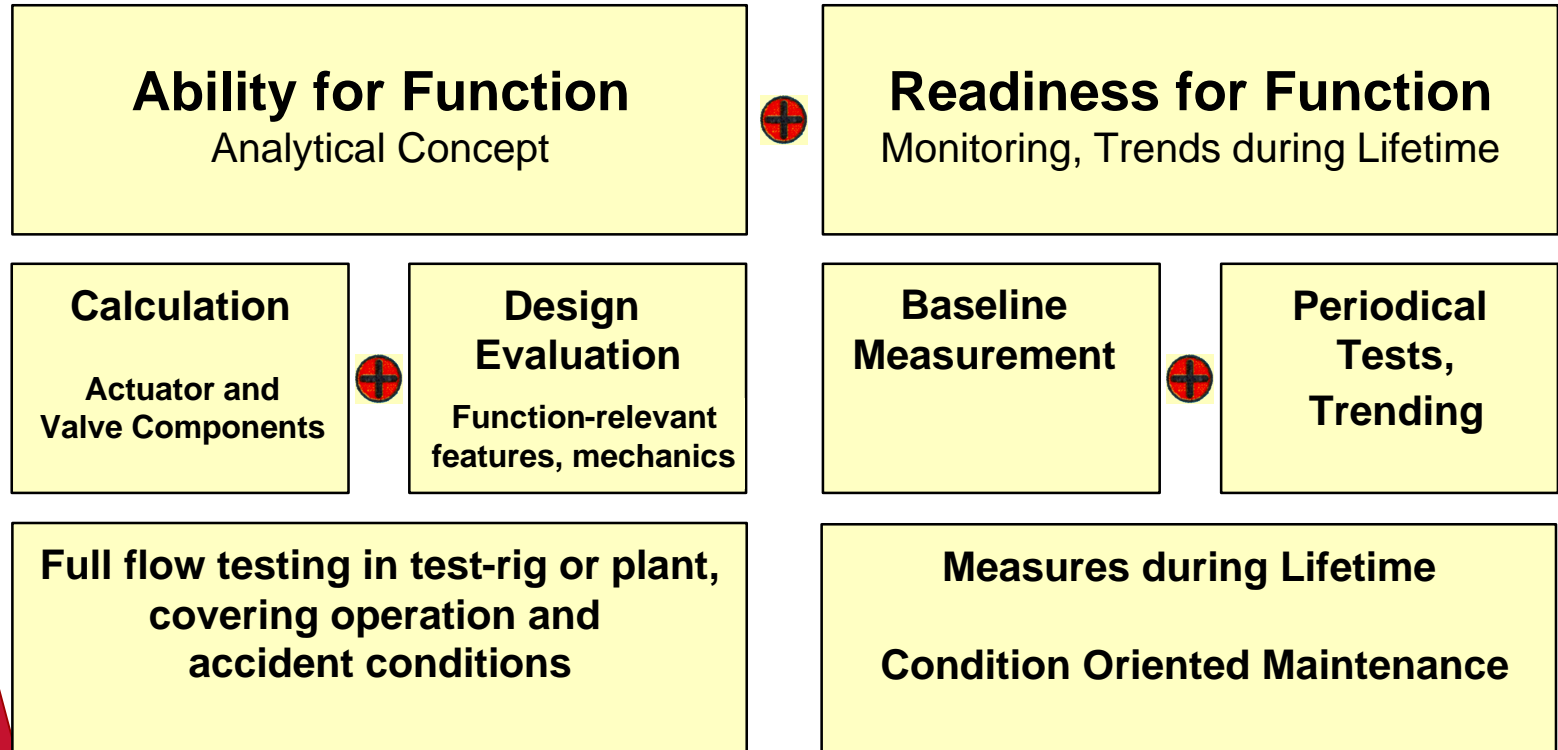 Ability for Function
Analytical Concept
Readiness for Function
Monitoring, Trends during Lifetime
Calculation
Actuator and
Valve Components
Design
Evaluation
Function-relevant
features, mechanics
Baseline
Measurement
Periodical
Tests,
Trending
Full flow testing in test-rig or plant,
covering operation and
accident conditions
Measures during Lifetime
Condition Oriented Maintenance